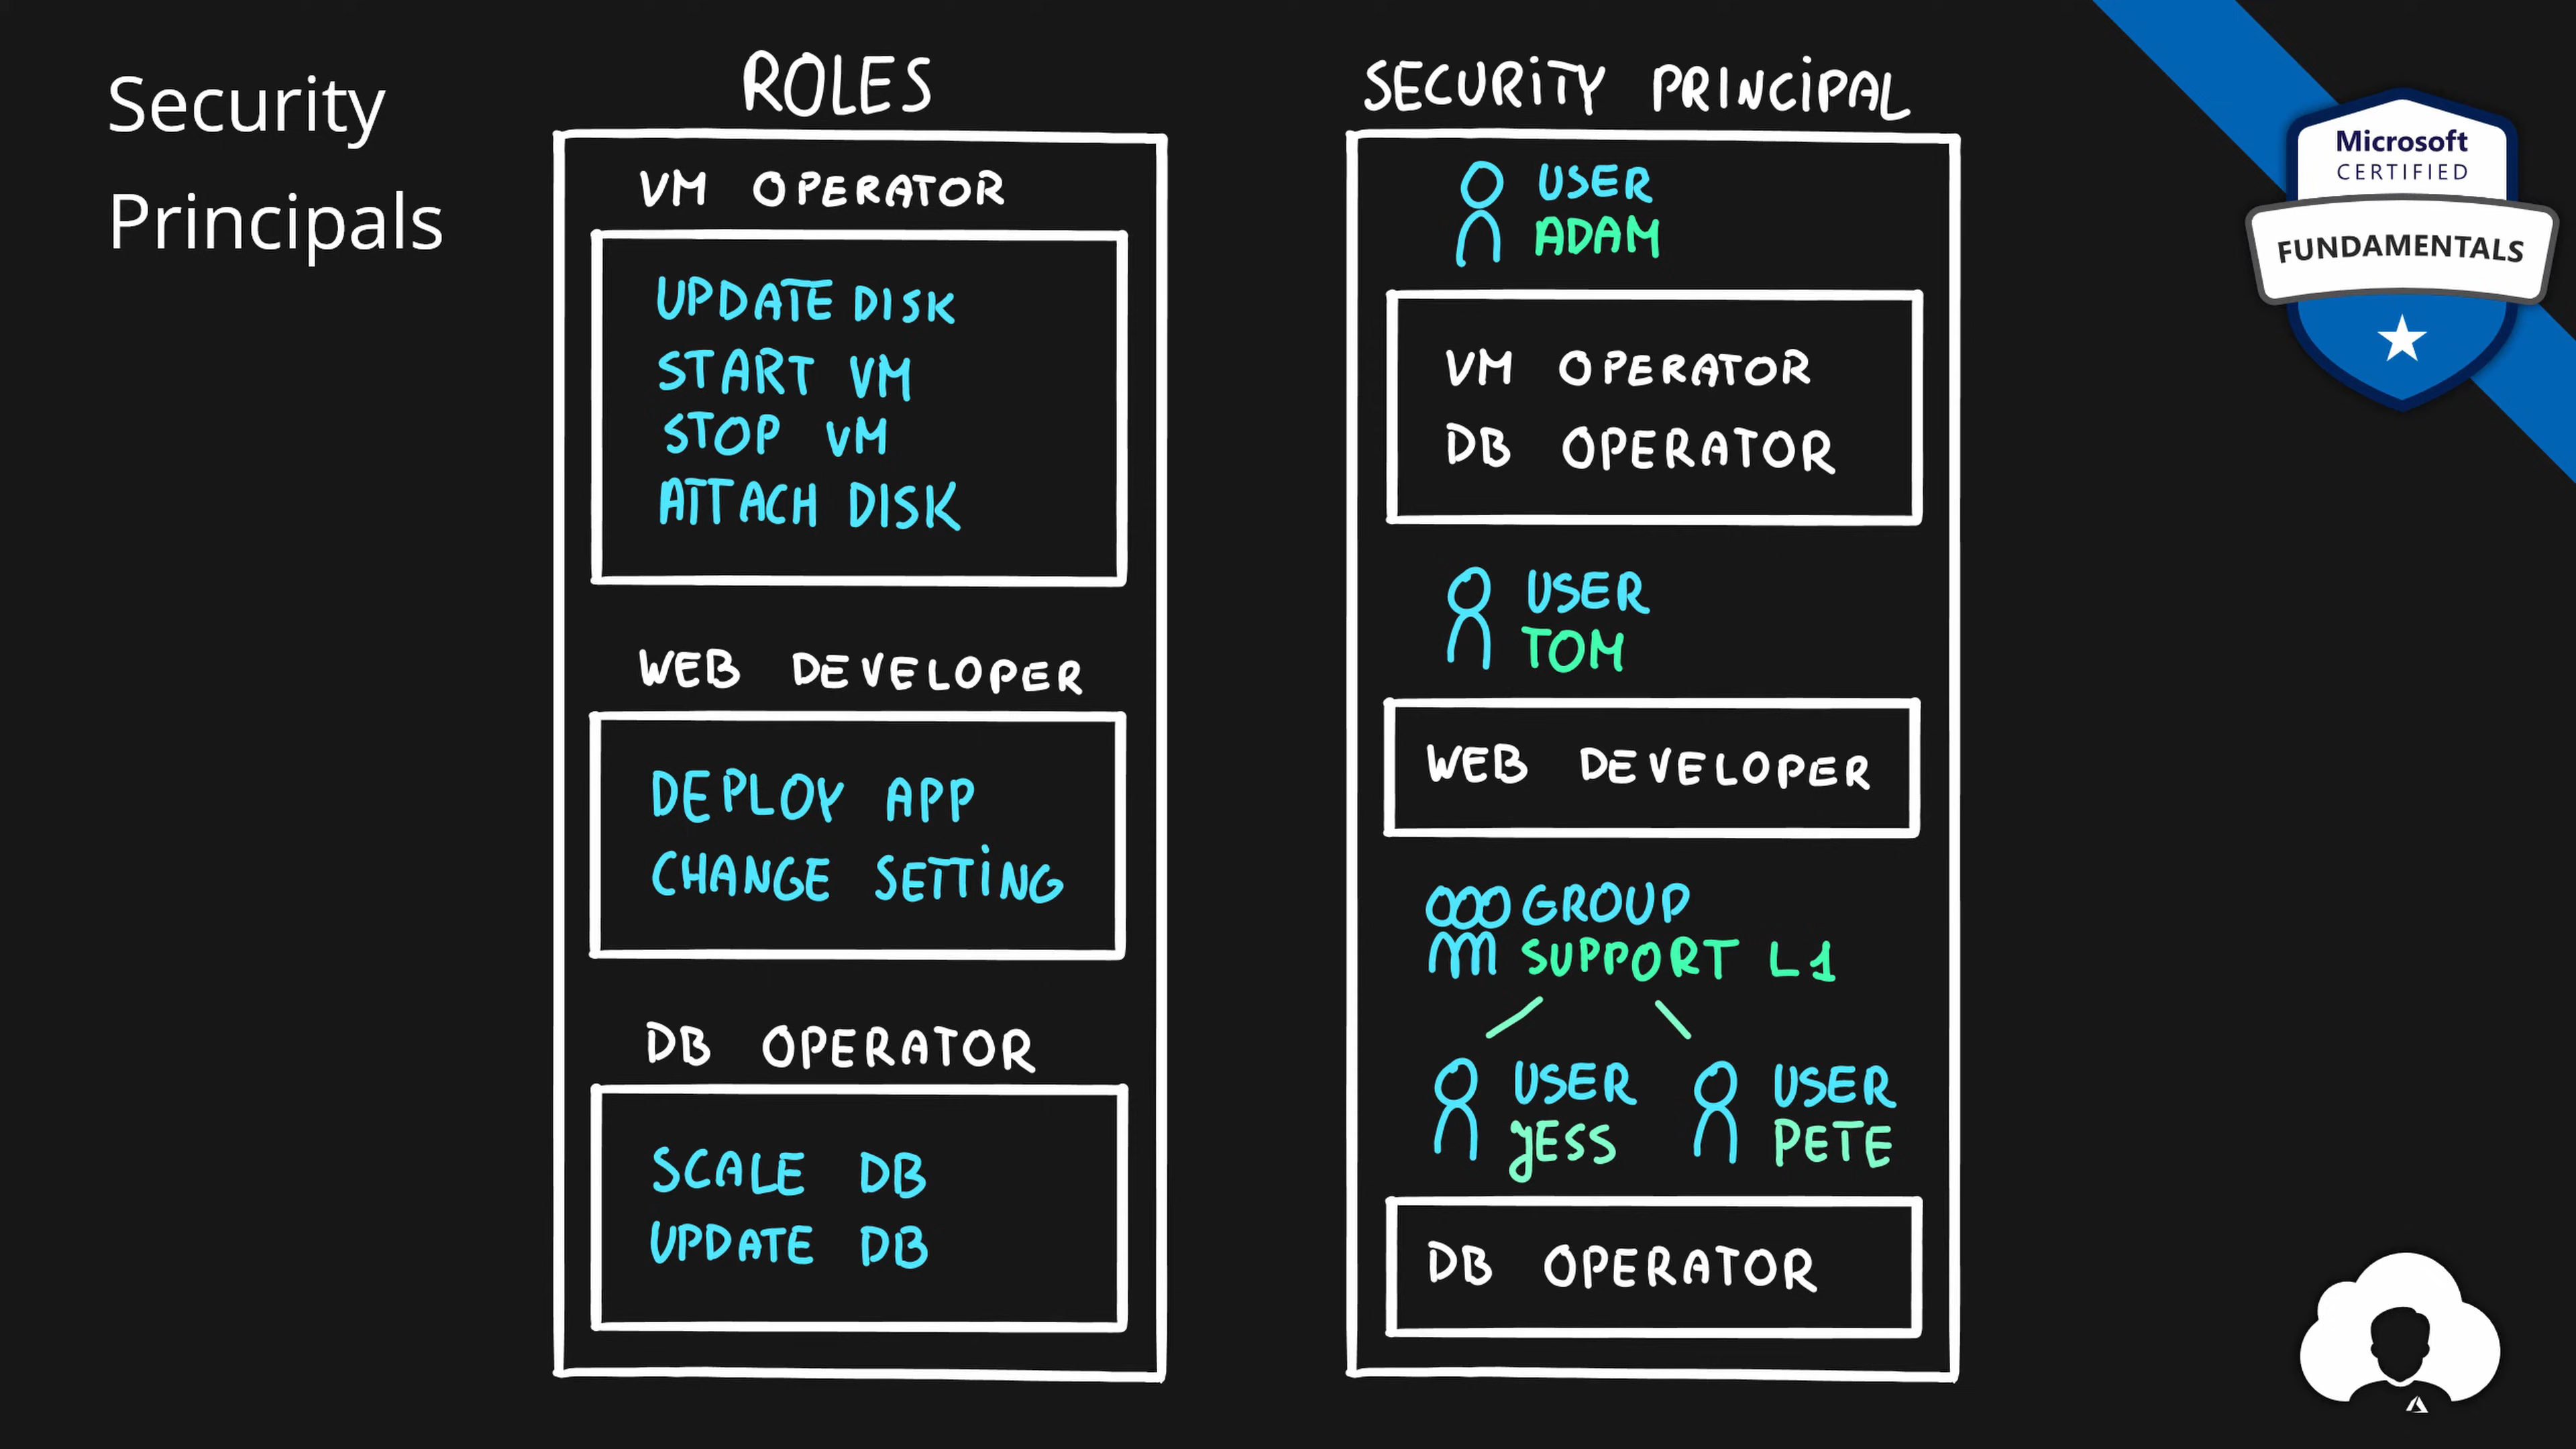 Security
Principals
ROLES
VM OPERATOR
UPDATE DISK
START VM
STOP VM
ATTACH DISK
WEB DEVELOPER
DEPLOY APP
CHANGE SETTING
DB OPERATOR
SCALE DB
UPDATE DB
SECURITY PRINCIPAL
USER
ADAM
VM OPERATOR
DB OPERATOR
USER
TOM
WEB DEVELOPER
GROUP
SUPPORT L1
USER
JESS
USER
PETE
DB OPERATOR
Microsoft
CERTIFIED
FUNDAMENTALS